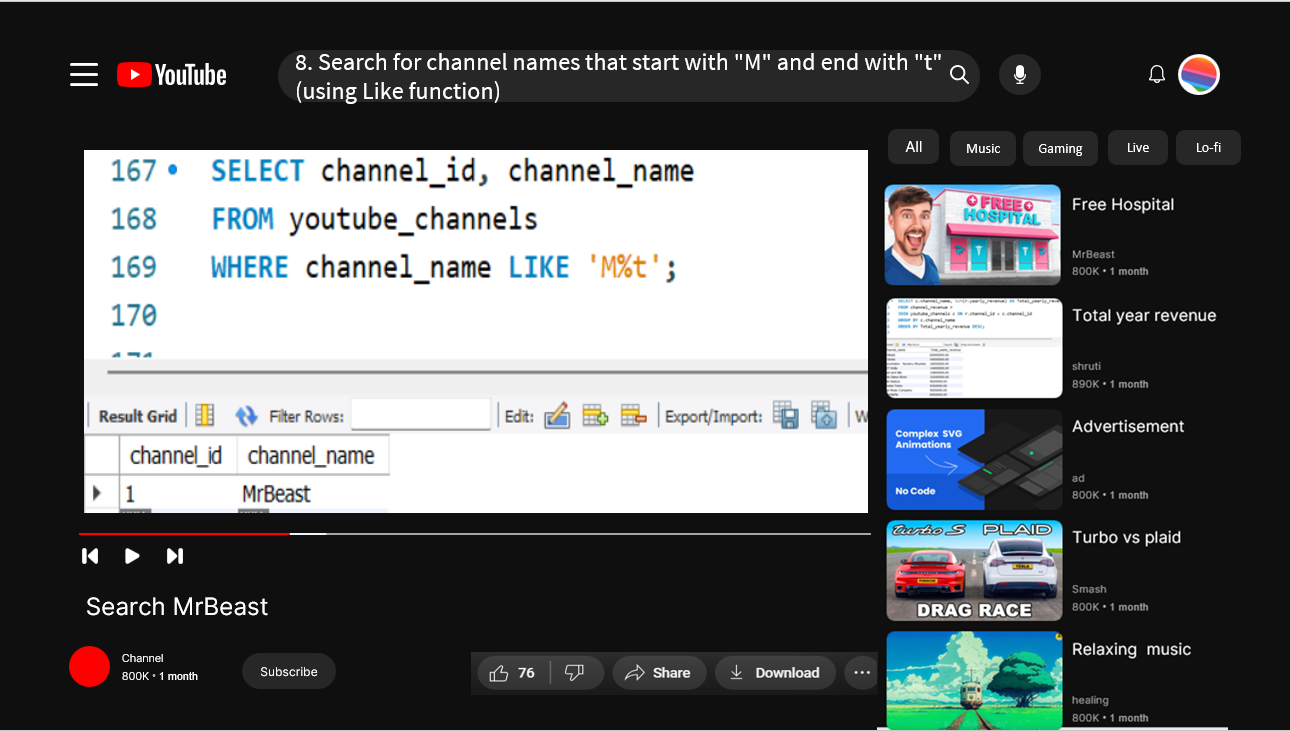 YouTube
8. Search for channel names that start with "M" and end with "t"
(using Like function)
All
Music
Gaming
Live
Lo-fi
167 SELECT channel_id, channel_name
168 FROM youtube_channels
169 WHERE channel_name LIKE 'M%t';
170
171
Result Grid
Filter Rows:
Edit:
Export/Import:
W
channel_id channel_name
1 MrBeast
Search MrBeast
Channel
800K • 1 month
Subscribe
76
Share
Download
FREE
HOSPITAL
Free Hospital
MrBeast
800K • 1 month
Total year revenue
shruti
890K • 1 month
Complex SVG
Animations
No Code
Advertisement
ad
800K • 1 month
Turbo S PLAID
TESLA
DRAG RACE
Turbo vs plaid
Smash
800K • 1 month
Relaxing music
healing
800K • 1 month